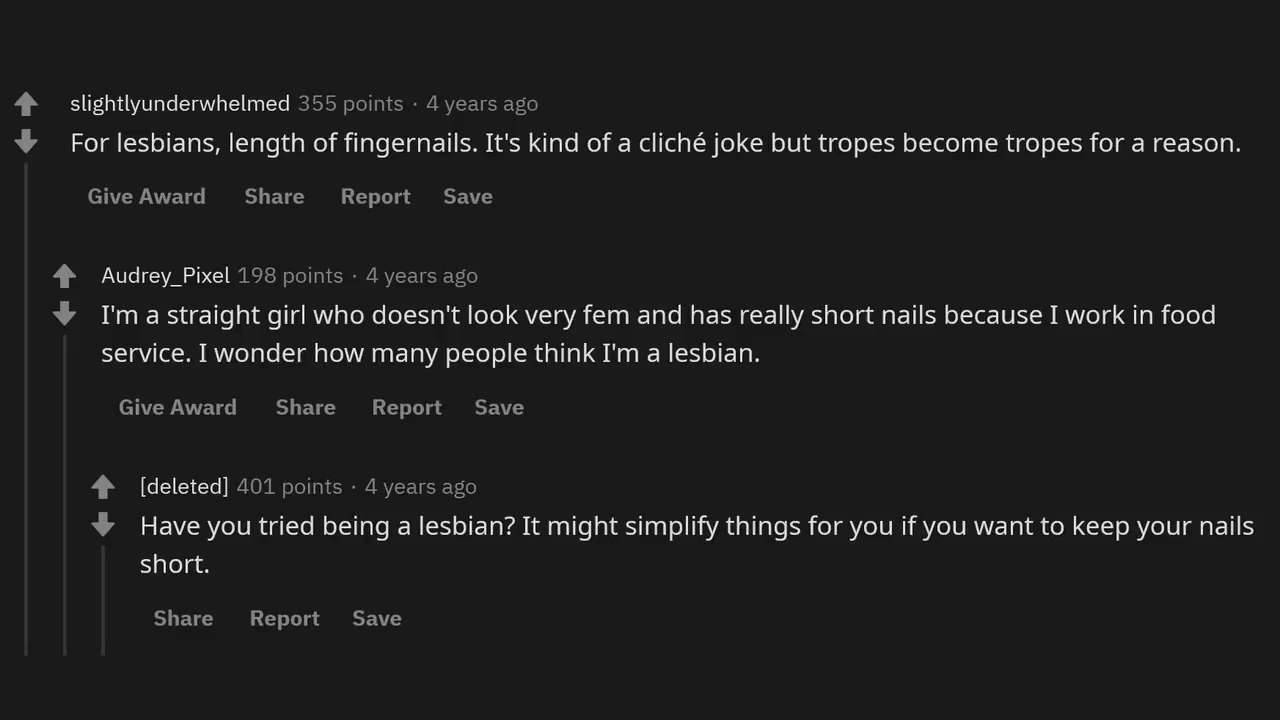 slightlyunderwhelmed 355 points · 4 years ago
For lesbians, length of fingernails. It's kind of a cliché joke but tropes become tropes for a reason.
Give Award Share Report Save
Audrey_Pixel 198 points · 4 years ago
I'm a straight girl who doesn't look very fem and has really short nails because I work in food
service. I wonder how many people think I'm a lesbian.
Give Award Share Report Save
[deleted] 401 points · 4 years ago
Have you tried being a lesbian? It might simplify things for you if you want to keep your nails
short.
Share Report Save